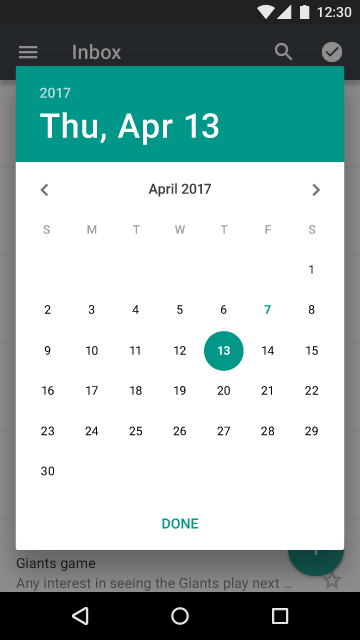 12:30
Inbox
2017
Thu, Apr 13
April 2017
S M T W T F S
1
2 3 4 5 6 7 8
9 10 11 12 13 14 15
16 17 18 19 20 21 22
23 24 25 26 27 28 29
30
DONE
Giants game
Any interest in seeing the Giants play next ...